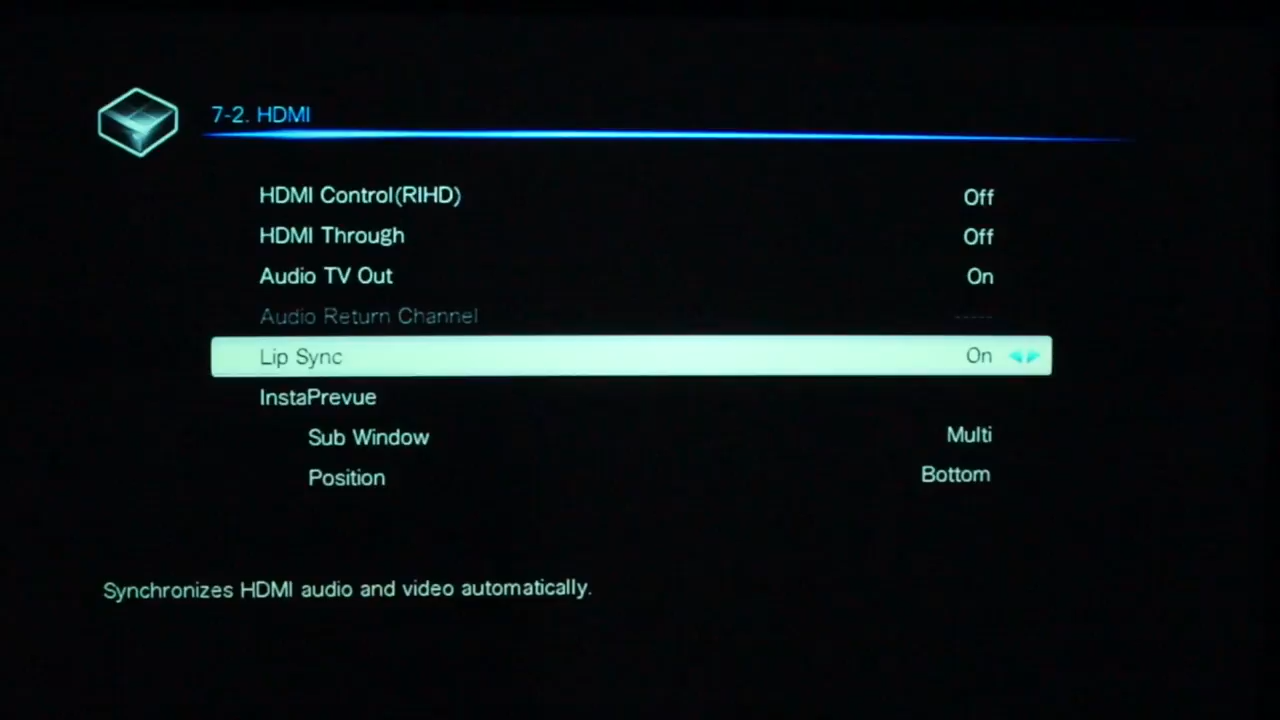 7-2. HDMI
HDMI Control(RIHD) Off
HDMI Through Off
Audio TV Out On
Audio Return Channel -----
Lip Sync On
InstaPrevue
Sub Window Multi
Position Bottom
Synchronizes HDMI audio and video automatically.